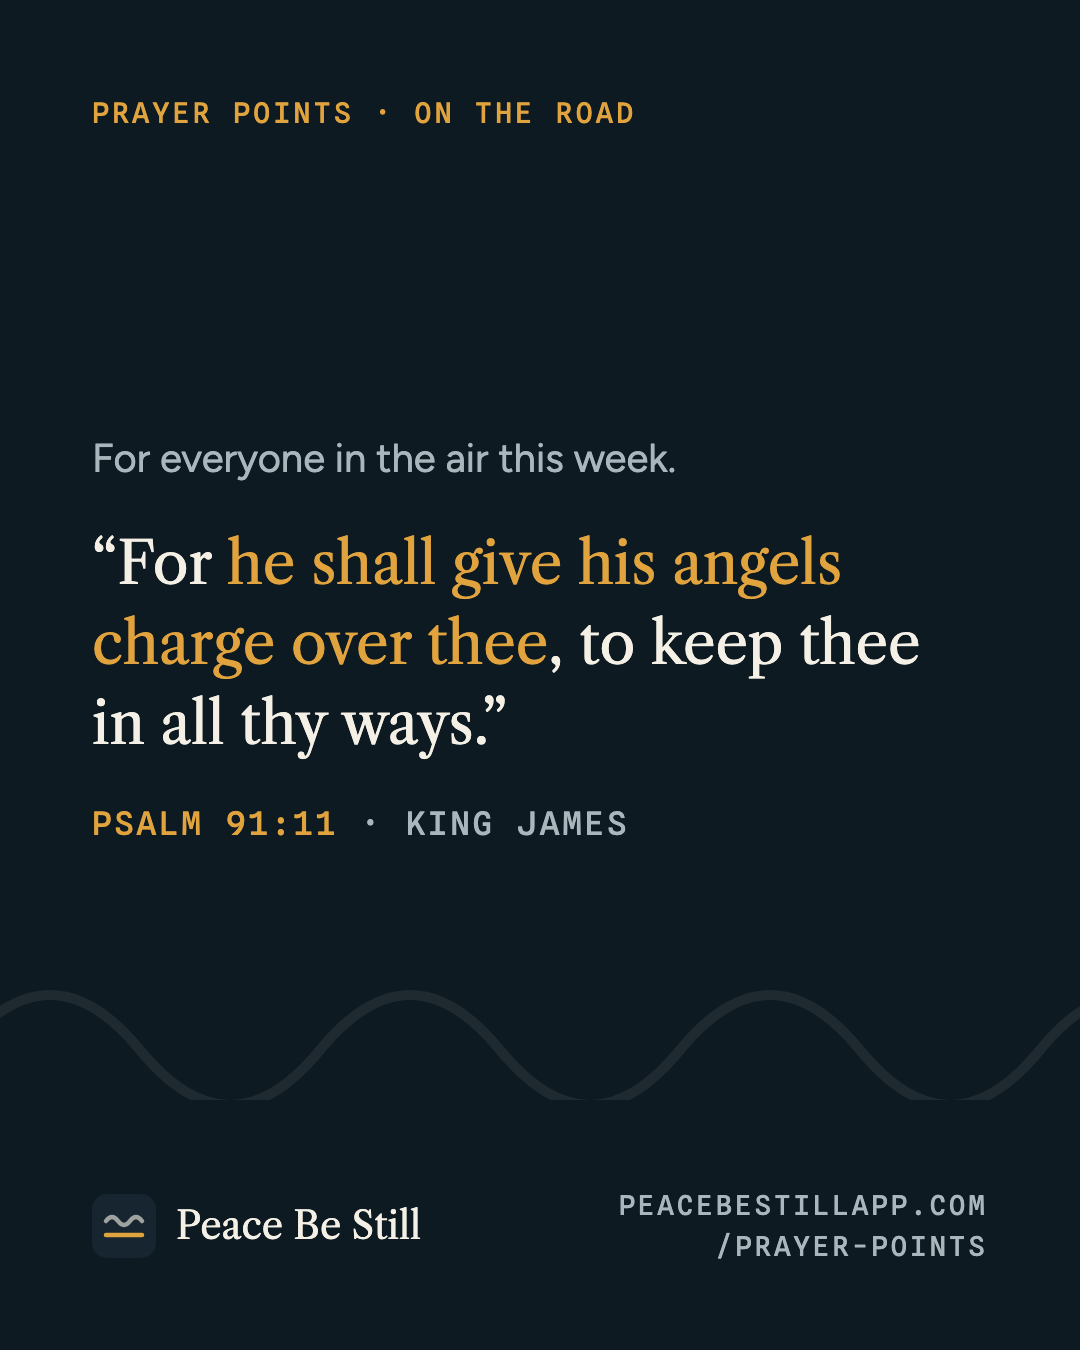 PRAYER POINTS · ON THE ROAD
For everyone in the air this week.
“For he shall give his angels
charge over thee, to keep thee
in all thy ways.”
PSALM 91:11 · KING JAMES
Peace Be Still
PEACEBESTILLAPP.COM
/PRAYER-POINTS